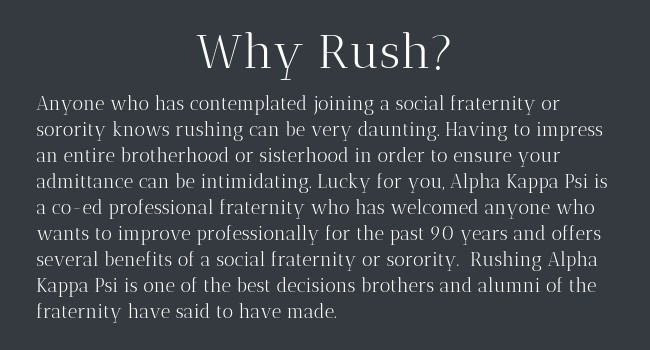 Why Rush?
Anyone who has contemplated joining a social fraternity or
sorority knows rushing can be very daunting. Having to impress
an entire brotherhood or sisterhood in order to ensure your
admittance can be intimidating. Lucky for you, Alpha Kappa Psi is
a co-ed professional fraternity who has welcomed anyone who
wants to improve professionally for the past 90 years and offers
several benefits of a social fraternity or sorority.  Rushing Alpha
Kappa Psi is one of the best decisions brothers and alumni of the
fraternity have said to have made.